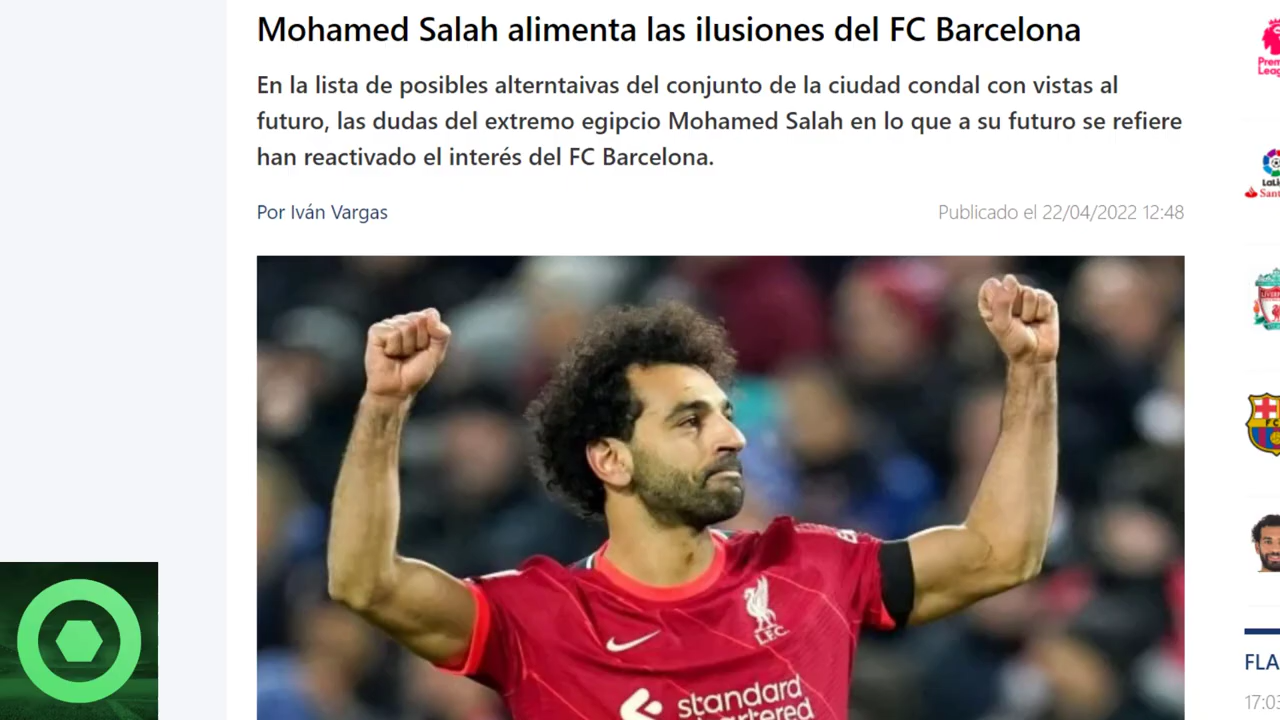 Mohamed Salah alimenta las ilusiones del FC Barcelona
En la lista de posibles alterntaivas del conjunto de la ciudad condal con vistas al
futuro, las dudas del extremo egipcio Mohamed Salah en lo que a su futuro se refiere
han reactivado el interés del FC Barcelona.
Por Iván Vargas
Publicado el 22/04/2022 12:48
L.F.C.
standard
chartered
FLA
17:03